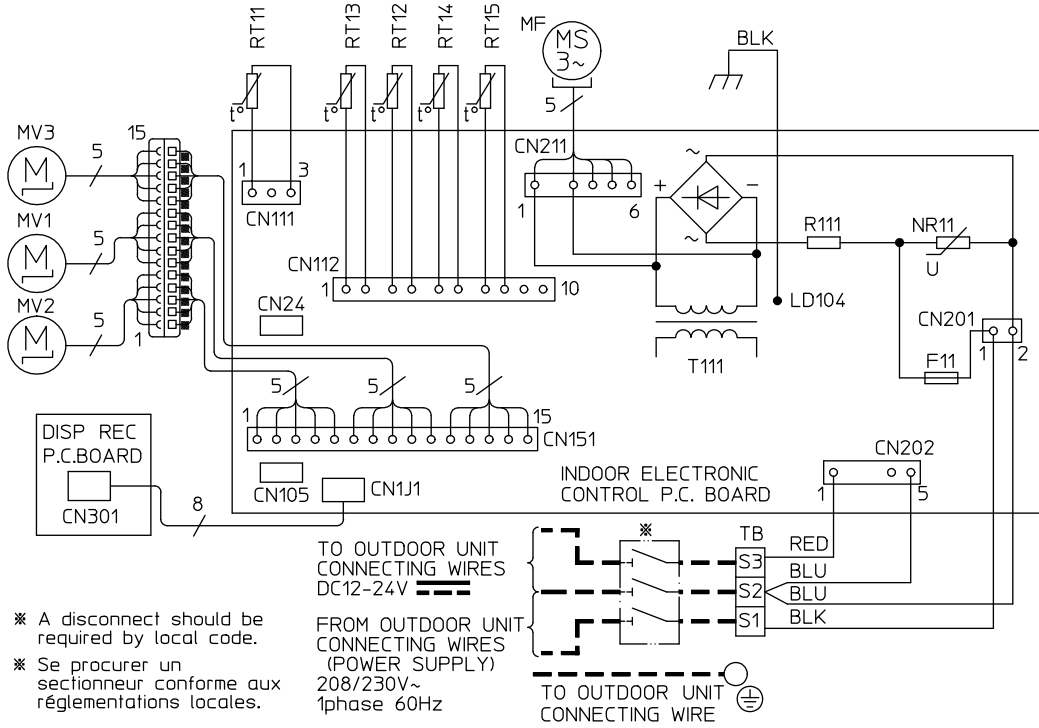 RT11
RT13
RT12
RT14
RT15
MF
MS
3~
BLK
t°
t°
t°
t°
t°
5
MV3
15
5
M
1
3
CN111
CN211
1
6
~
+
-
~
R111
NR11
U
MV1
5
M
CN112
1
10
LD104
MV2
5
M
1
CN24
CN201
1
2
T111
F11
5
5
5
1
15
CN151
DISP REC
P.C.BOARD
CN301
8
CN105
CN1J1
INDOOR ELECTRONIC
CONTROL P.C. BOARD
CN202
1
5
※
TB
TO OUTDOOR UNIT
CONNECTING WIRES
DC12-24V
S3
RED
S2
BLU
BLU
S1
BLK
FROM OUTDOOR UNIT
CONNECTING WIRES
(POWER SUPPLY)
208/230V~
1phase 60Hz
TO OUTDOOR UNIT
CONNECTING WIRE
※ A disconnect should be
required by local code.
※ Se procurer un
sectionneur conforme aux
réglementations locales.